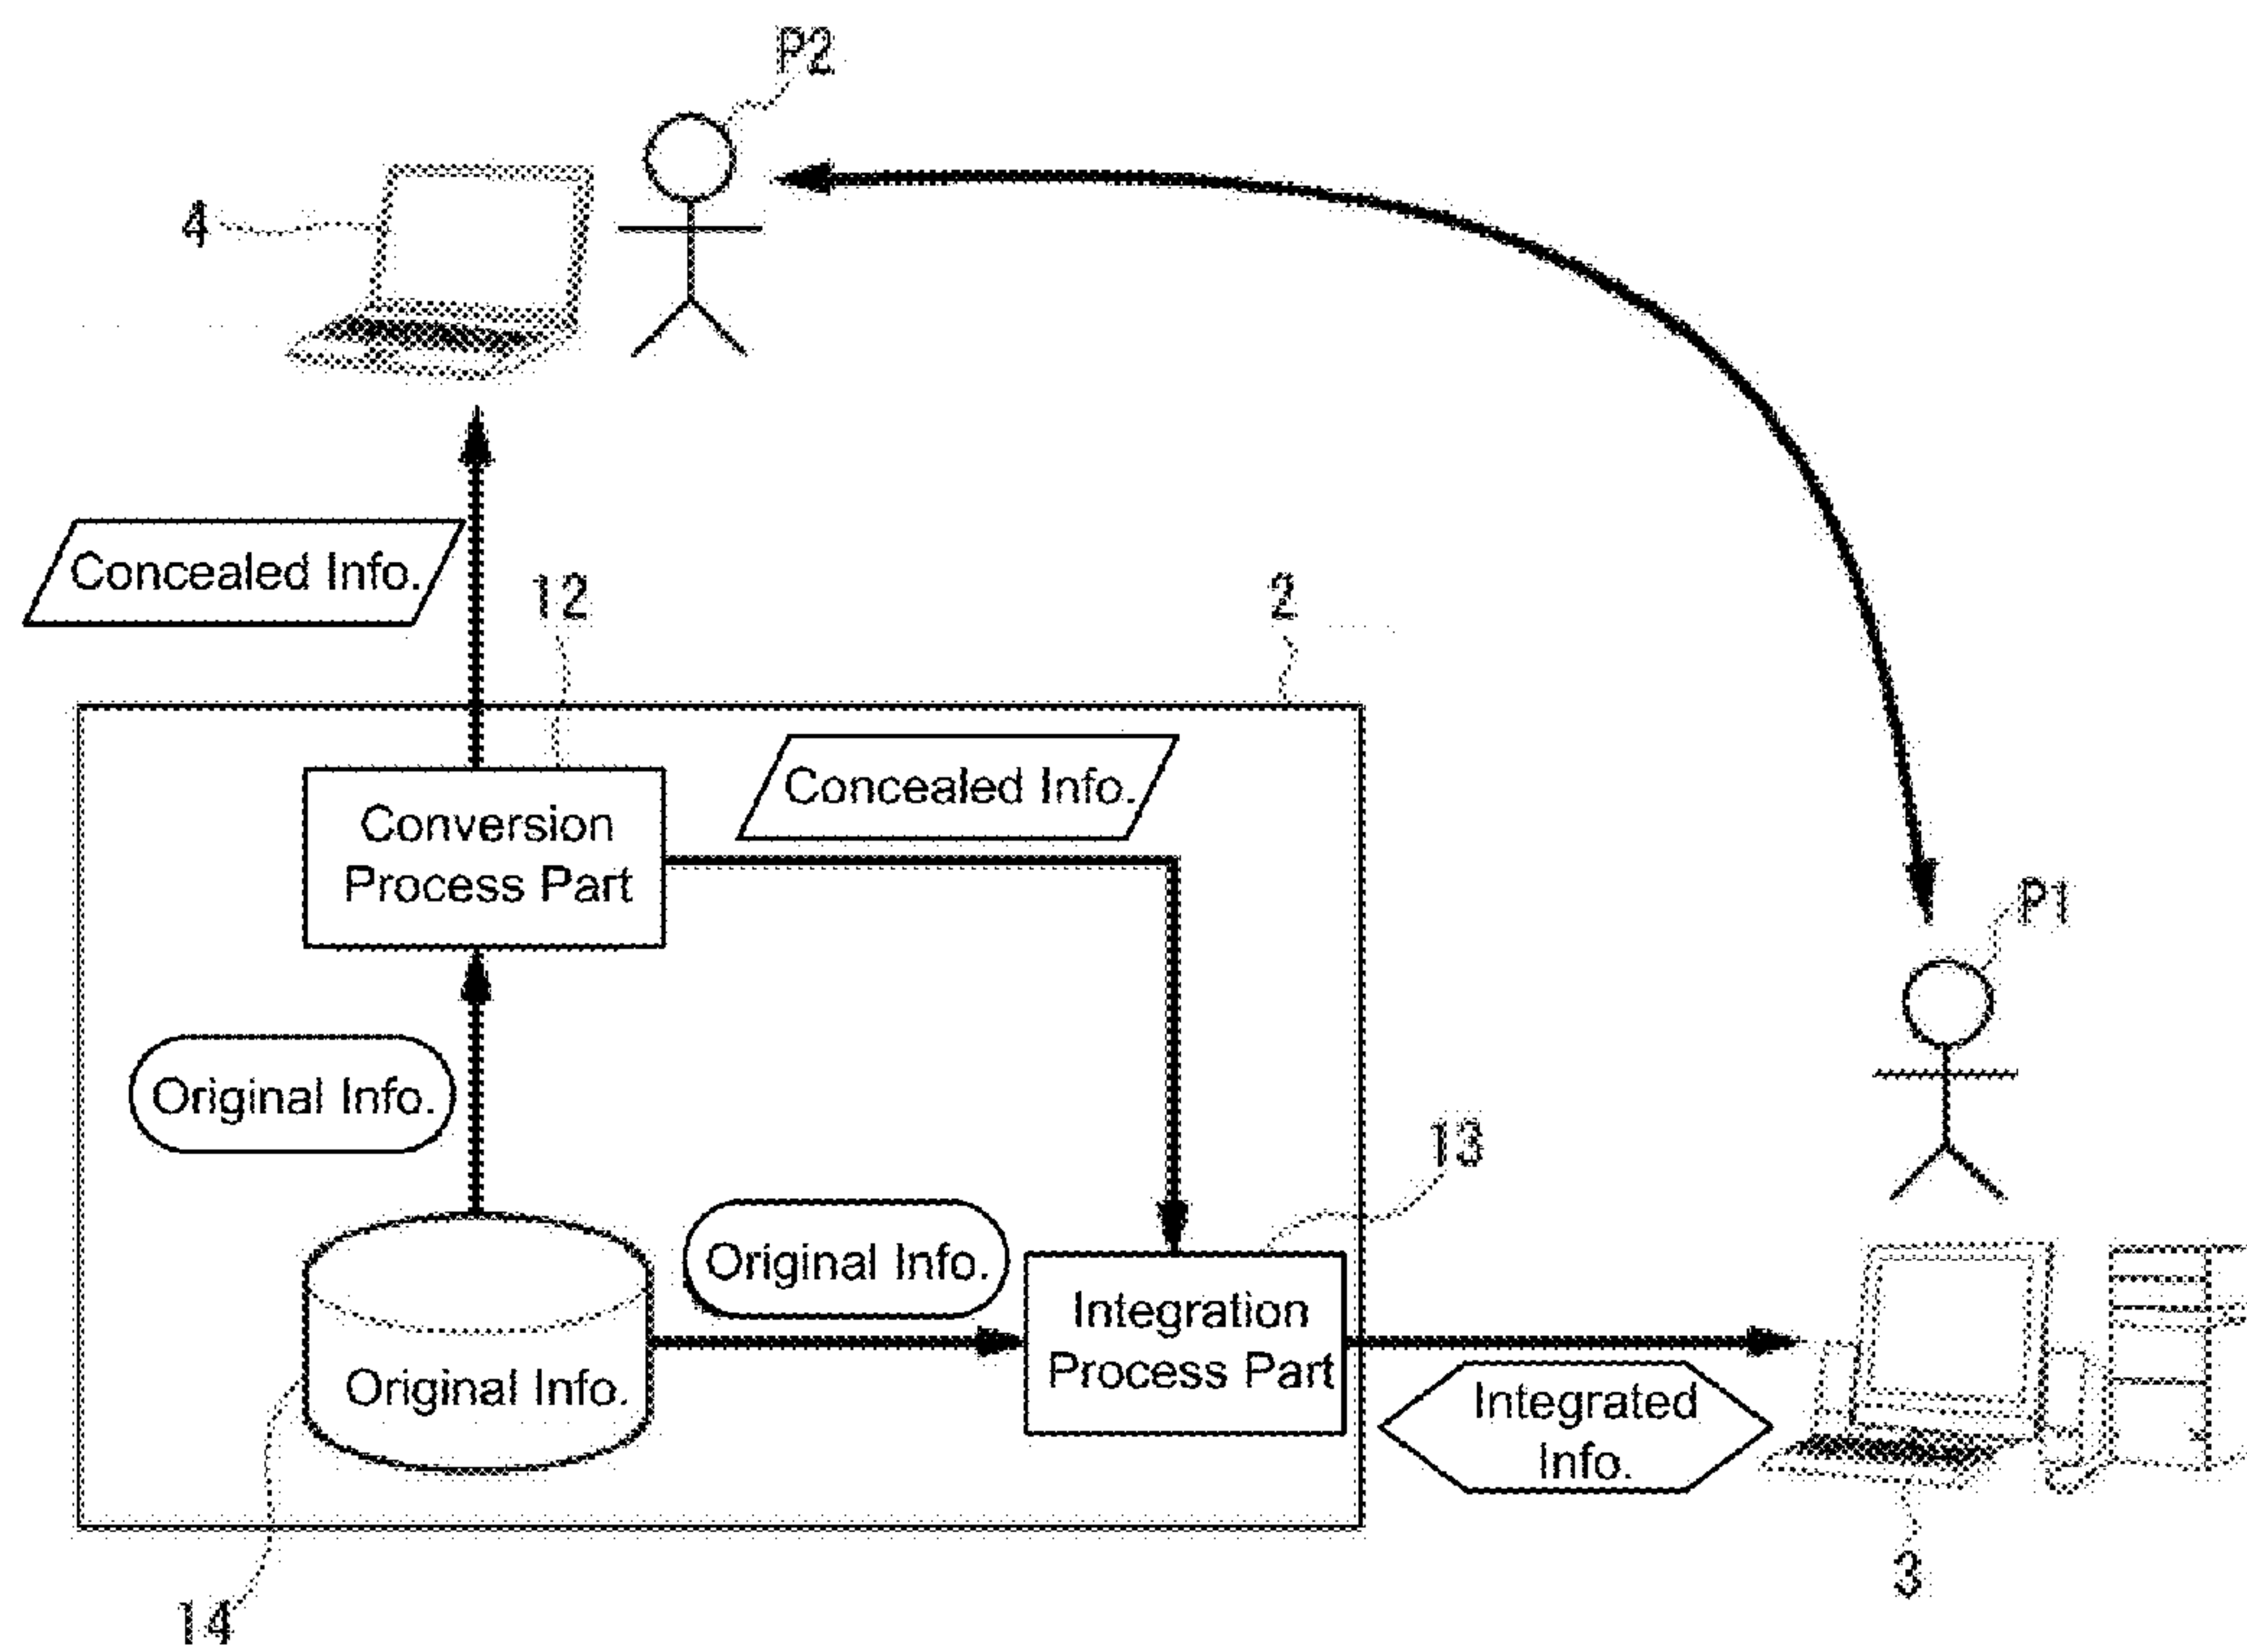 P2
4
Concealed Info.
12
2
Concealed Info.
Conversion
Process Part
P1
Original Info.
13
Original Info.
Integration
Process Part
Original Info.
Integrated
Info.
3
14